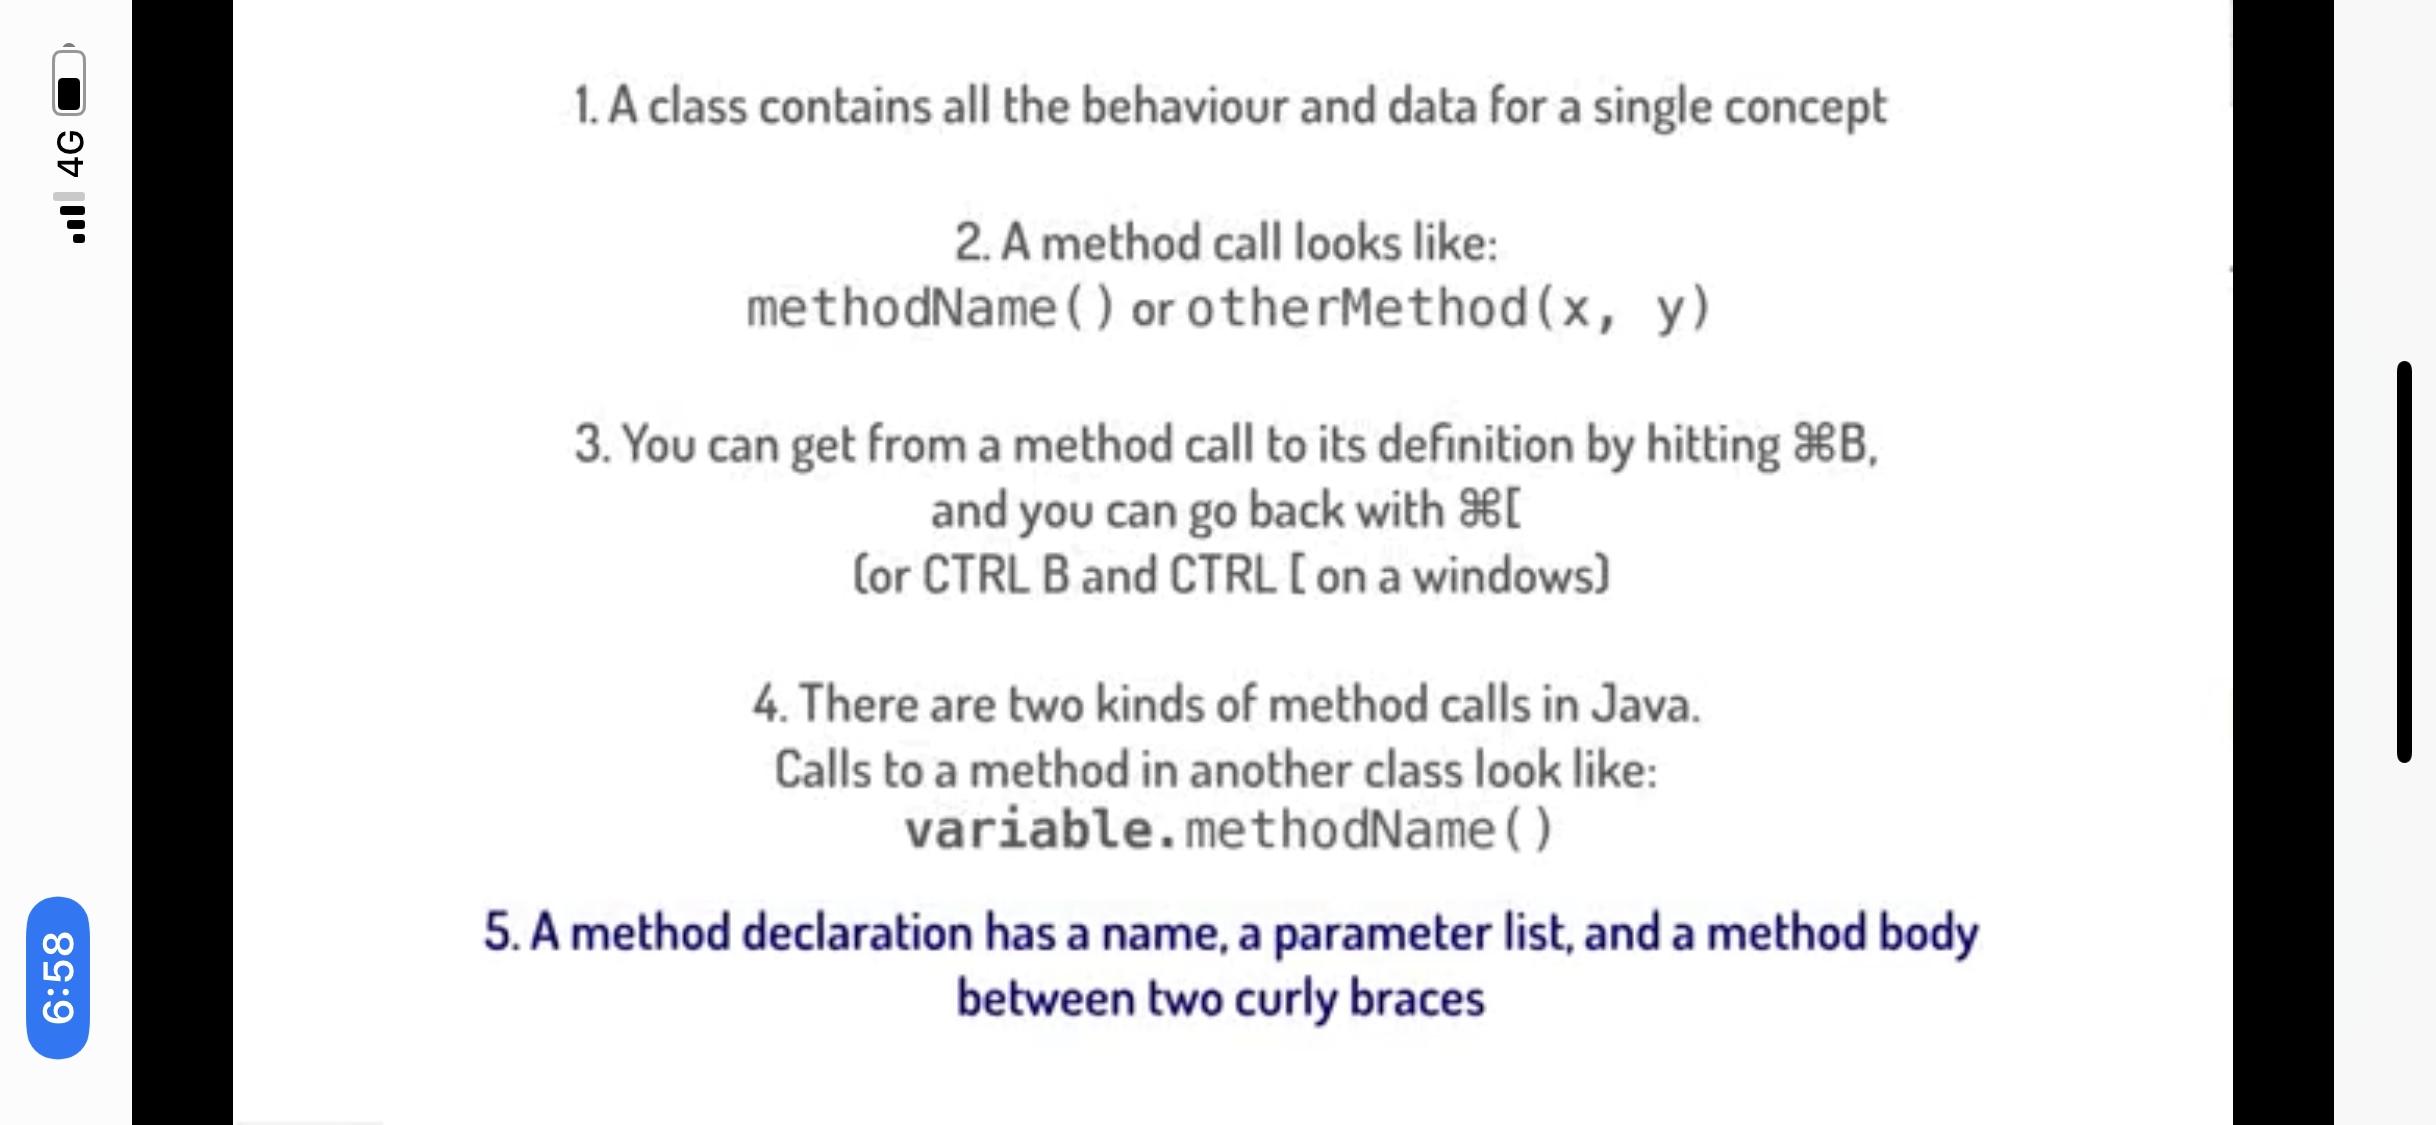 1. A class contains all the behaviour and data for a single concept
2. A method call looks like:
methodName() or otherMethod(x, y)
3. You can get from a method call to its definition by hitting ⌘B,
and you can go back with ⌘[
(or CTRL B and CTRL [ on a windows)
4. There are two kinds of method calls in Java.
Calls to a method in another class look like:
variable.methodName()
5. A method declaration has a name, a parameter list, and a method body
between two curly braces
4G
6:58